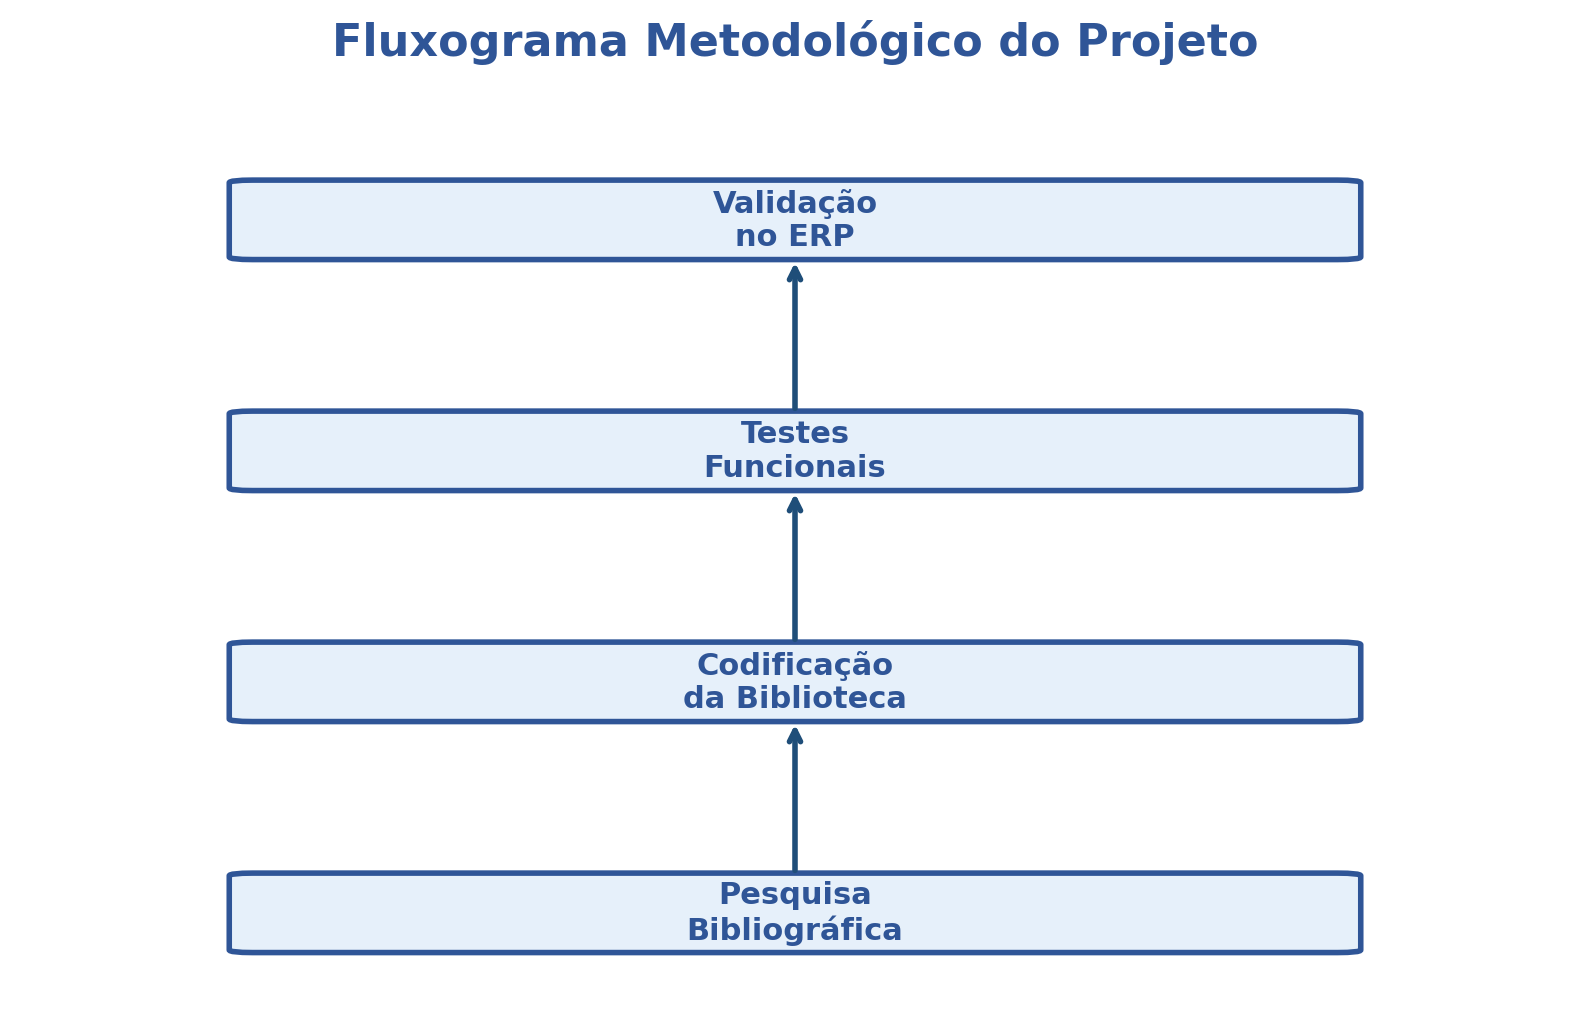 Fluxograma Metodológico do Projeto
Validação
no ERP
Testes
Funcionais
Codificação
da Biblioteca
Pesquisa
Bibliográfica